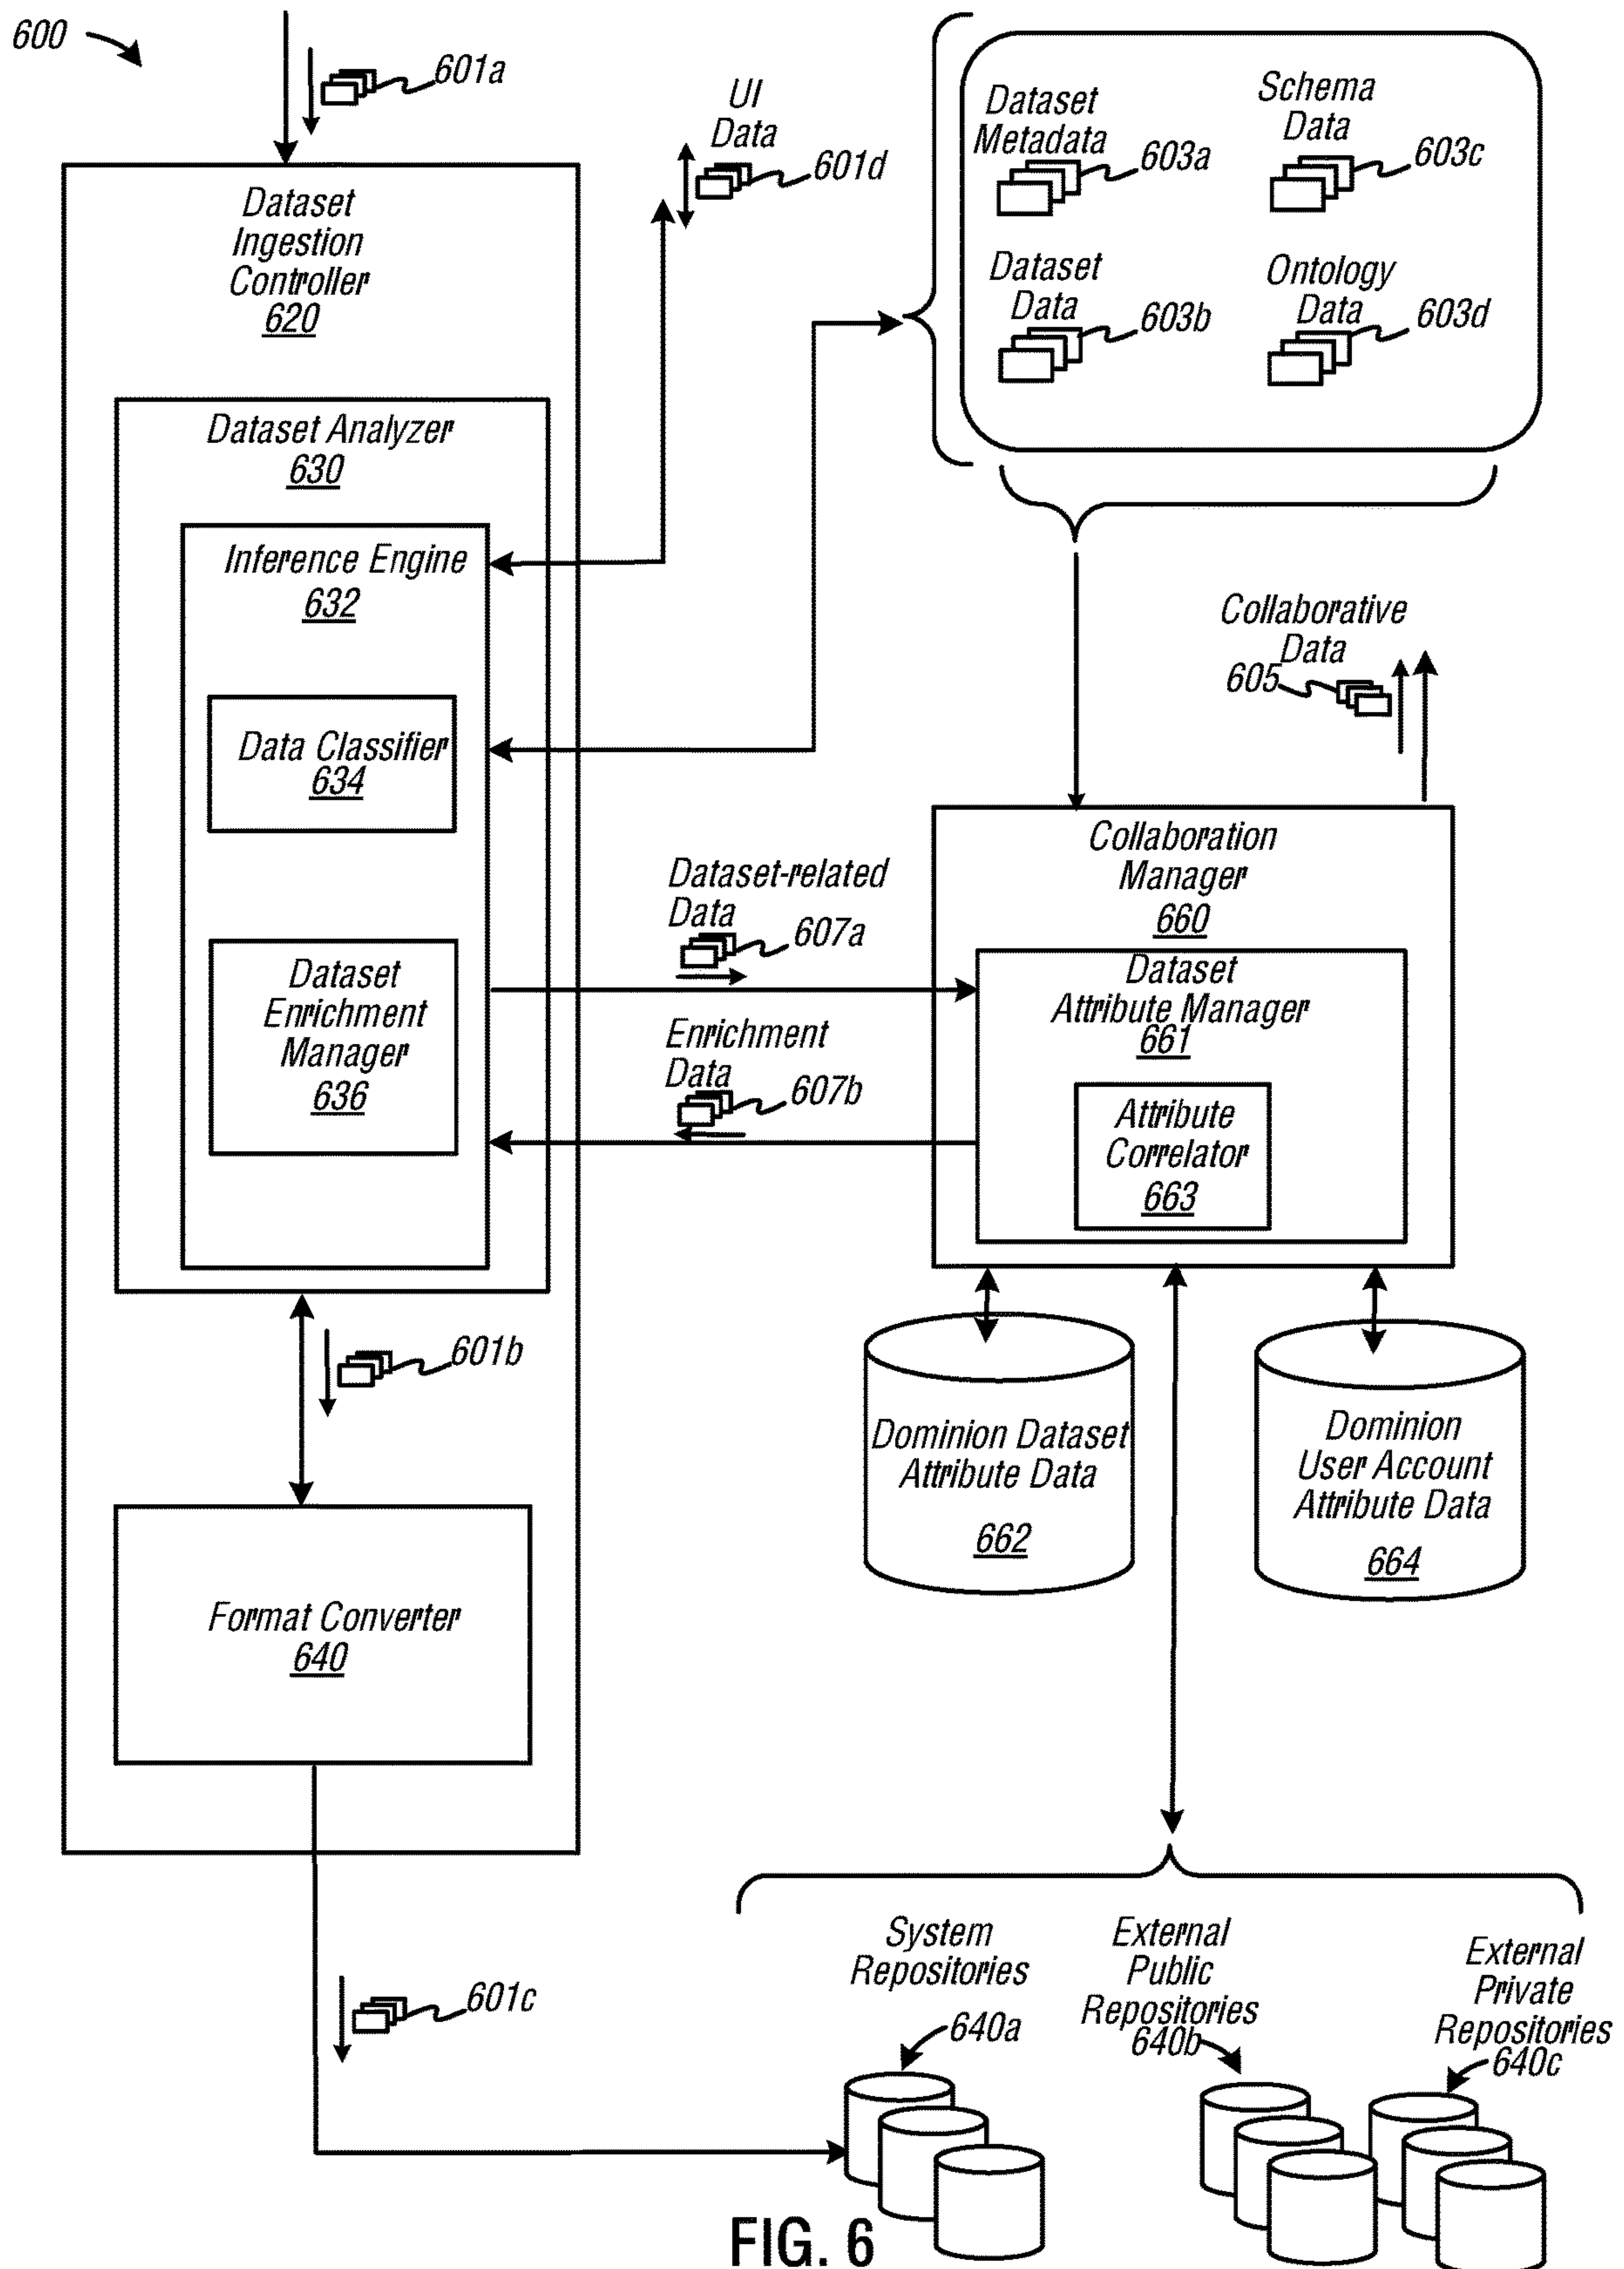 600
601a
UI
Data
601d
Dataset
Metadata
603a
Schema
Data
603c
Dataset
Data
603b
Ontology
Data
603d
Dataset
Ingestion
Controller
620
Dataset Analyzer
630
Inference Engine
632
Data Classifier
634
Dataset
Enrichment
Manager
636
Collaborative
Data
605
Dataset-related
Data
607a
Enrichment
Data
607b
Collaboration
Manager
660
Dataset
Attribute Manager
661
Attribute
Correlator
663
601b
Dominion Dataset
Attribute Data
662
Dominion
User Account
Attribute Data
664
Format Converter
640
601c
System
Repositories
640a
External
Public
Repositories
640b
External
Private
Repositories
640c
FIG. 6